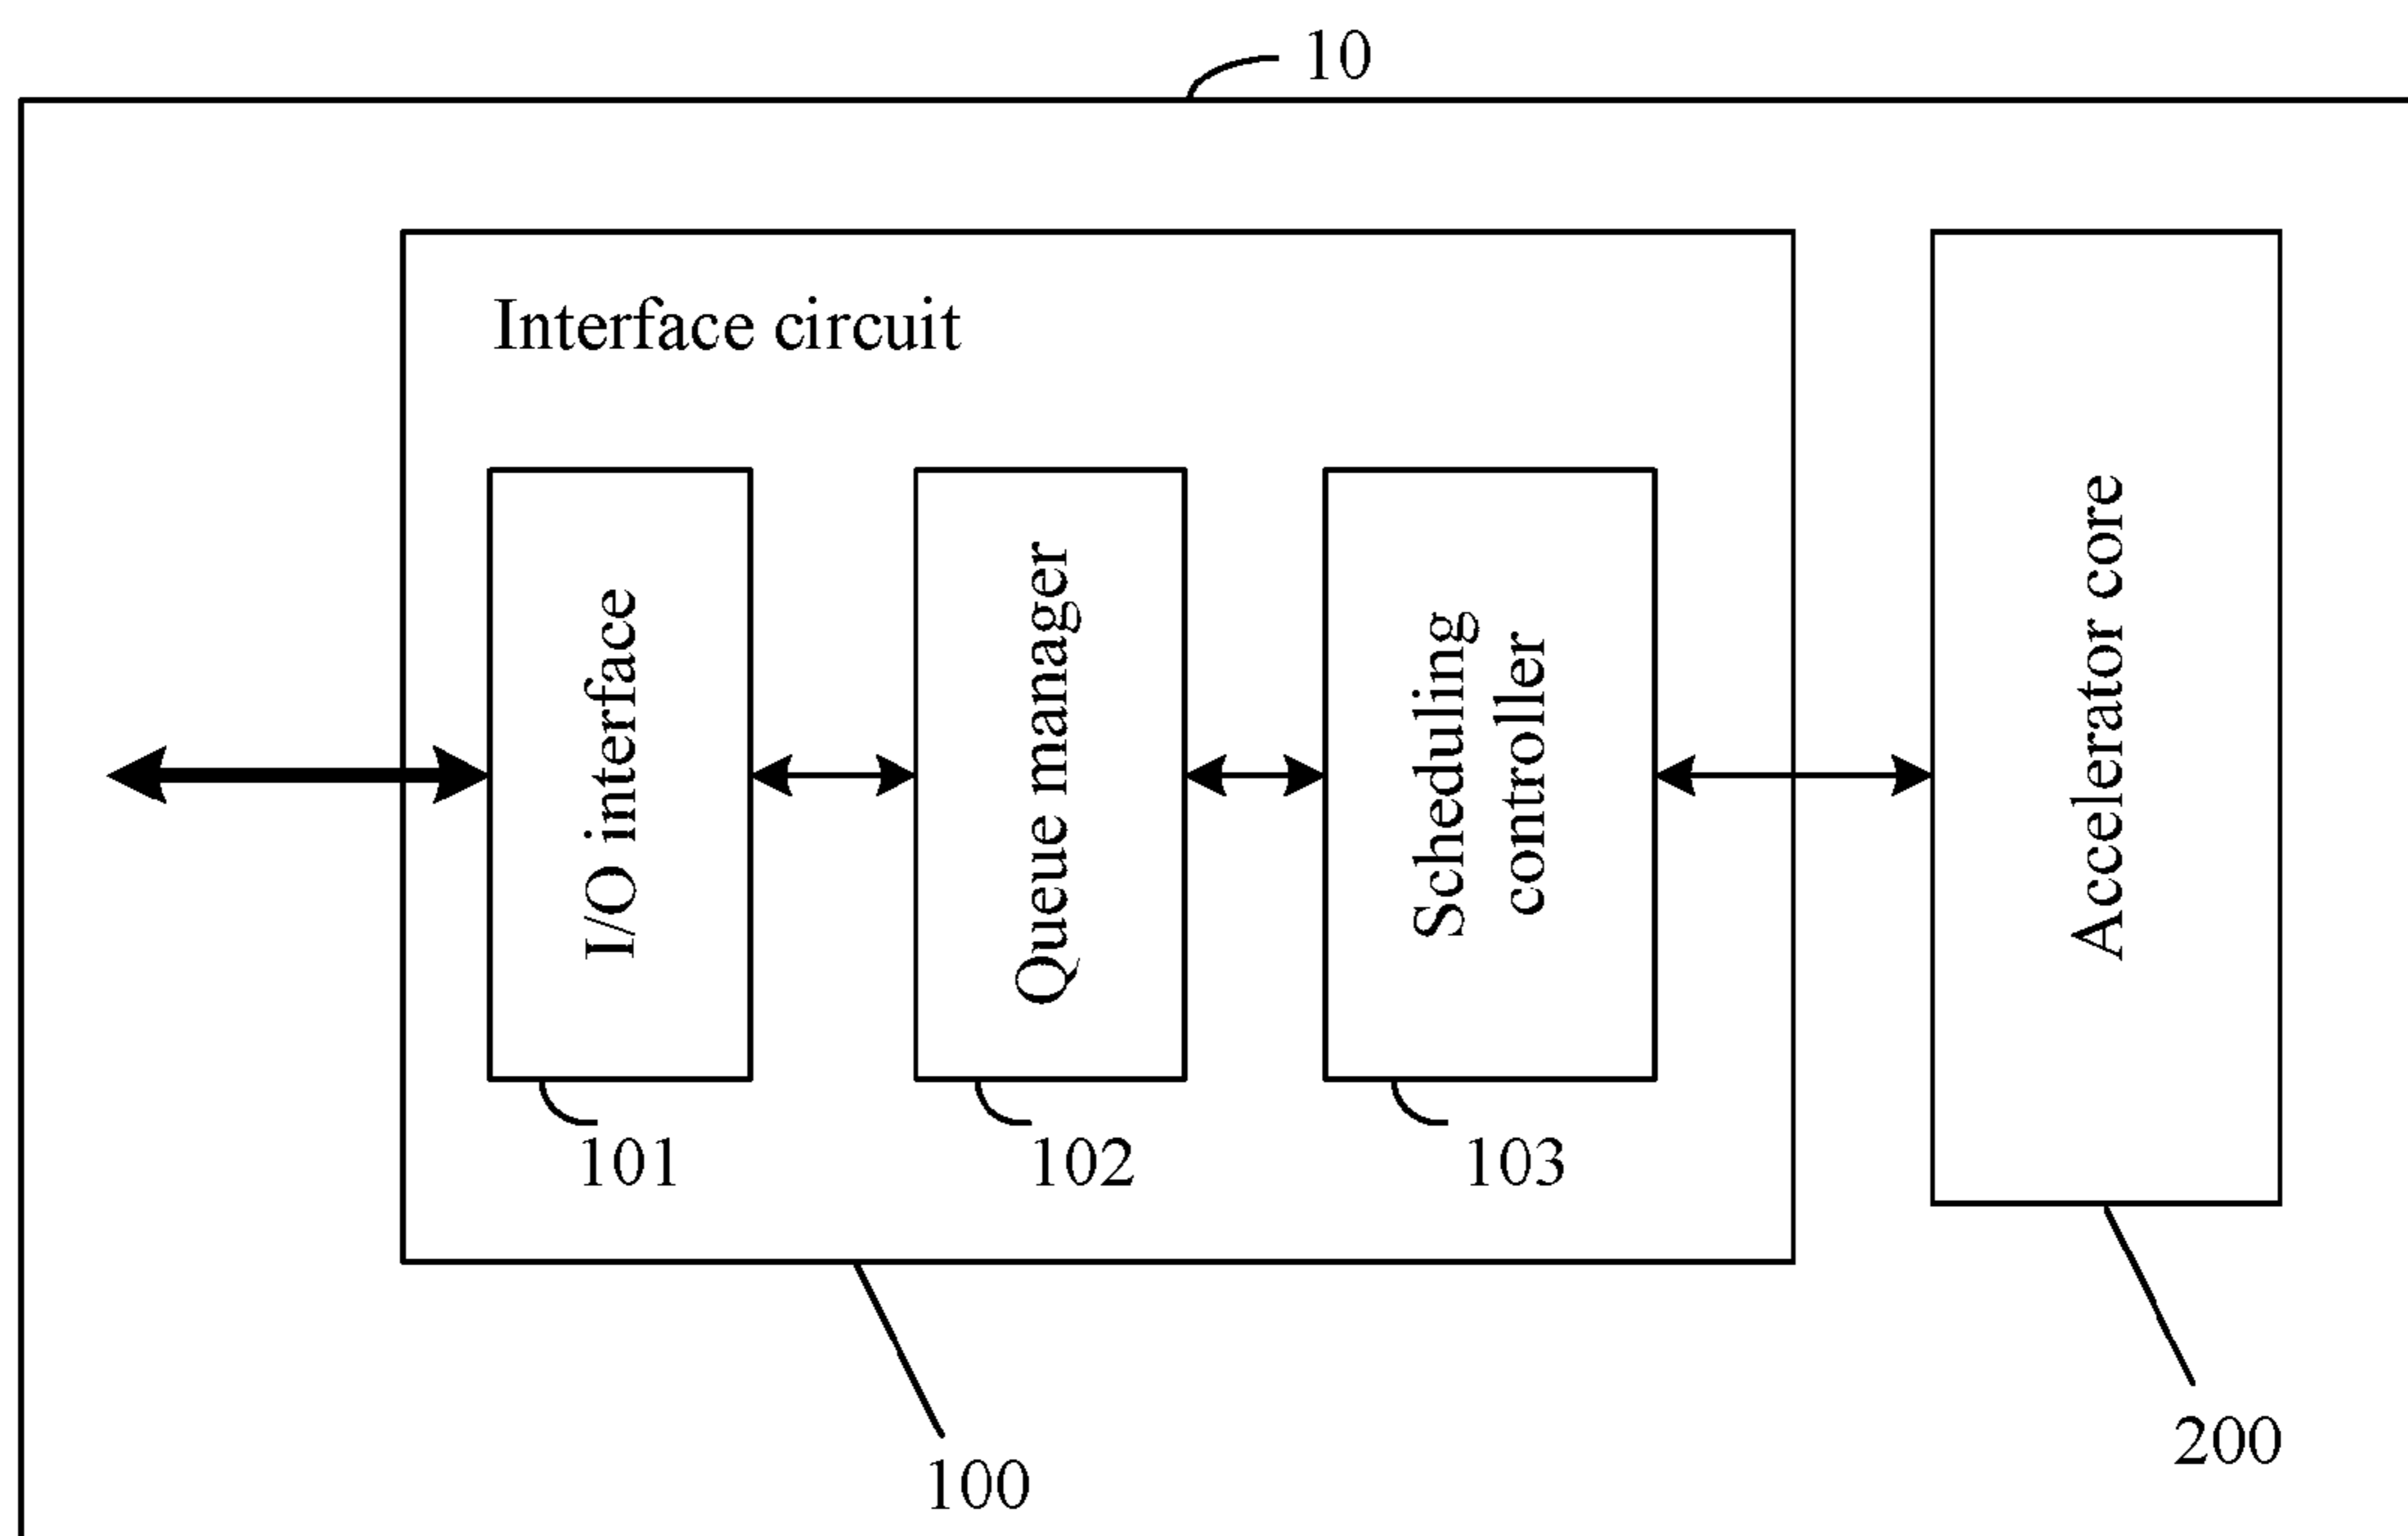 10
Interface circuit
I/O interface
Queue manager
Scheduling
controller
Accelerator core
101
102
103
100
200